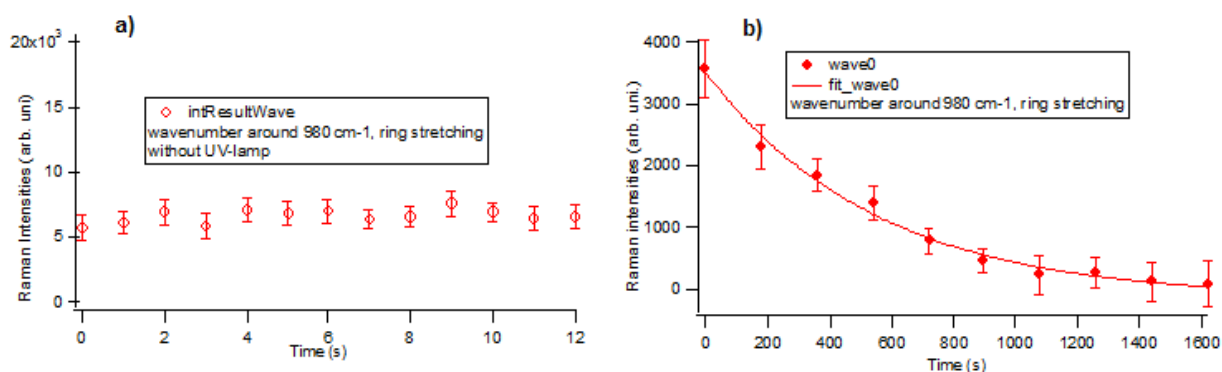 a)
20x10³
15
10
5
0
Raman Intensities (arb. uni)
intResultWave
wavenumber around 980 cm-1, ring stretching
without UV-lamp
0 2 4 6 8 10 12
Time (s)
b)
4000
3000
2000
1000
0
Raman intensities (arb. uni.)
wave0
fit_wave0
wavenumber around 980 cm-1, ring stretching
0 200 400 600 800 1000 1200 1400 1600
Time (s)